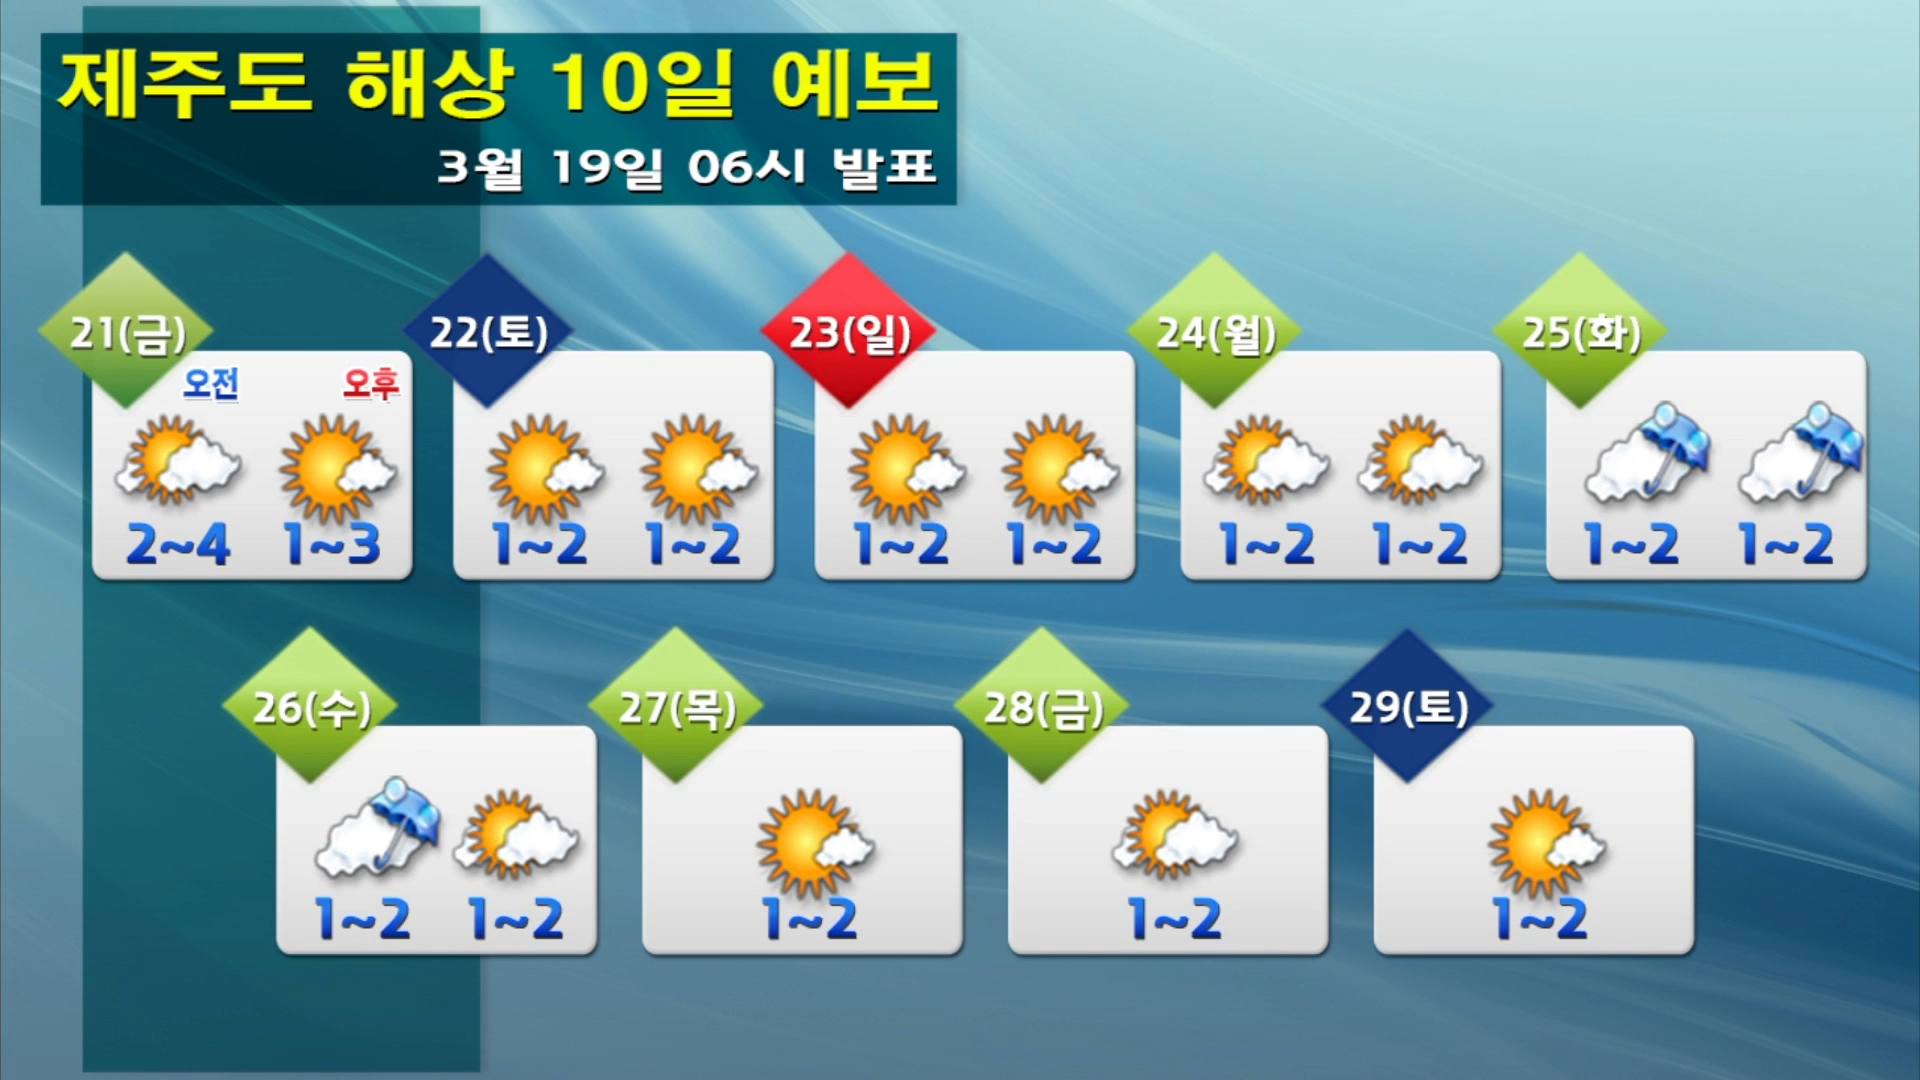 제주도 해상 10일 예보
3월 19일 06시 발표
21(금)
22(토)
23(일)
24(월)
25(화)
오전 오후
2~4 1~3
1~2 1~2
1~2 1~2
1~2 1~2
1~2 1~2
26(수)
27(목)
28(금)
29(토)
1~2 1~2
1~2
1~2
1~2